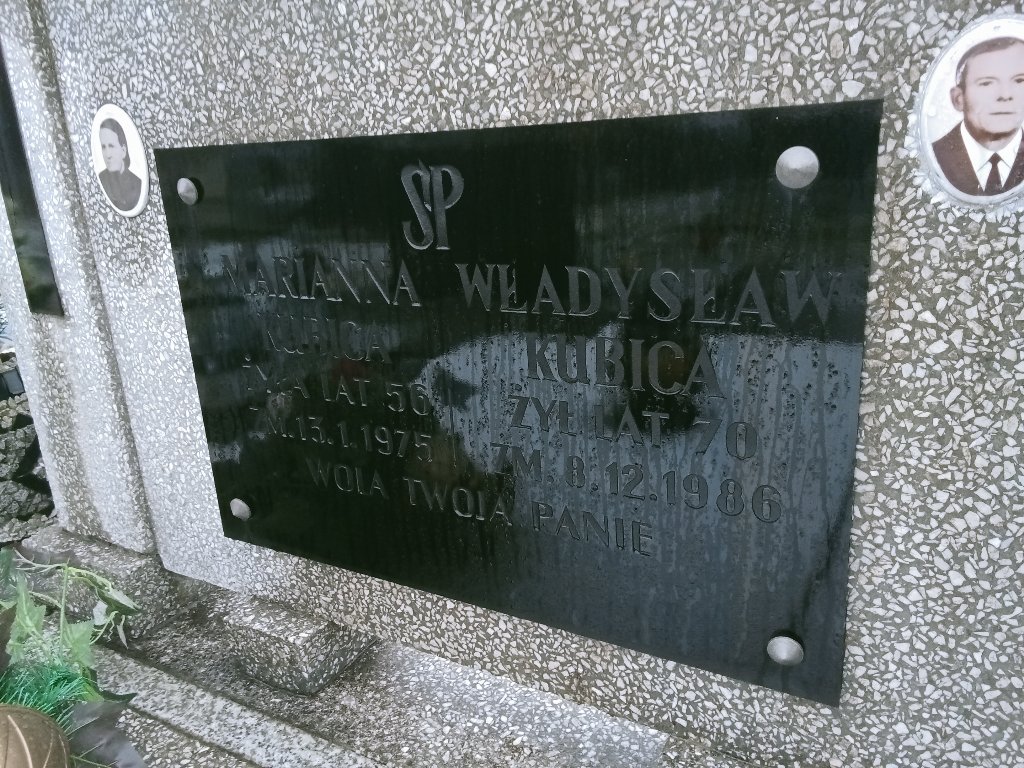 ŚP
MARIANNA WŁADYSŁAW
KUBICA KUBICA
ŻYŁA LAT 56 ŻYŁ LAT 70
ZM. 13.1.1975 ZM. 8.12.1986
WOLA TWOJA PANIE